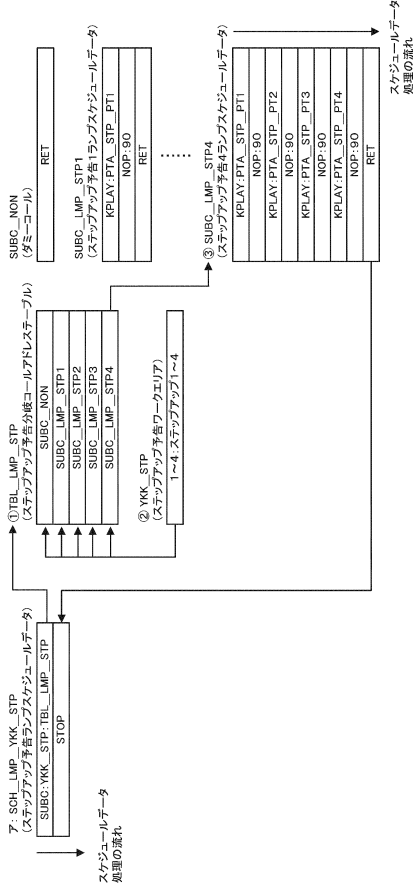 ア: SCH_LMP_YKK_STP
(ステップアップ予告ランプスケジュールデータ)
SUBC:YKK_STP:TBL_LMP_STP
STOP
スケジュールデータ
処理の流れ
①TBL_LMP_STP
(ステップアップ予告分岐コールアドレステーブル)
SUBC_NON
SUBC_LMP_STP1
SUBC_LMP_STP2
SUBC_LMP_STP3
SUBC_LMP_STP4
② YKK_STP
(ステップアップ予告ワークエリア)
1~4:ステップアップ1~4
SUBC_NON
(ダミーコール)
RET
SUBC_LMP_STP1
(ステップアップ予告1ランプスケジュールデータ)
KPLAY:PTA_STP_PT1
NOP:90
RET
……
③ SUBC_LMP_STP4
(ステップアップ予告4ランプスケジュールデータ)
KPLAY:PTA_STP_PT1
NOP:90
KPLAY:PTA_STP_PT2
NOP:90
KPLAY:PTA_STP_PT3
NOP:90
KPLAY:PTA_STP_PT4
NOP:90
RET
スケジュールデータ
処理の流れ